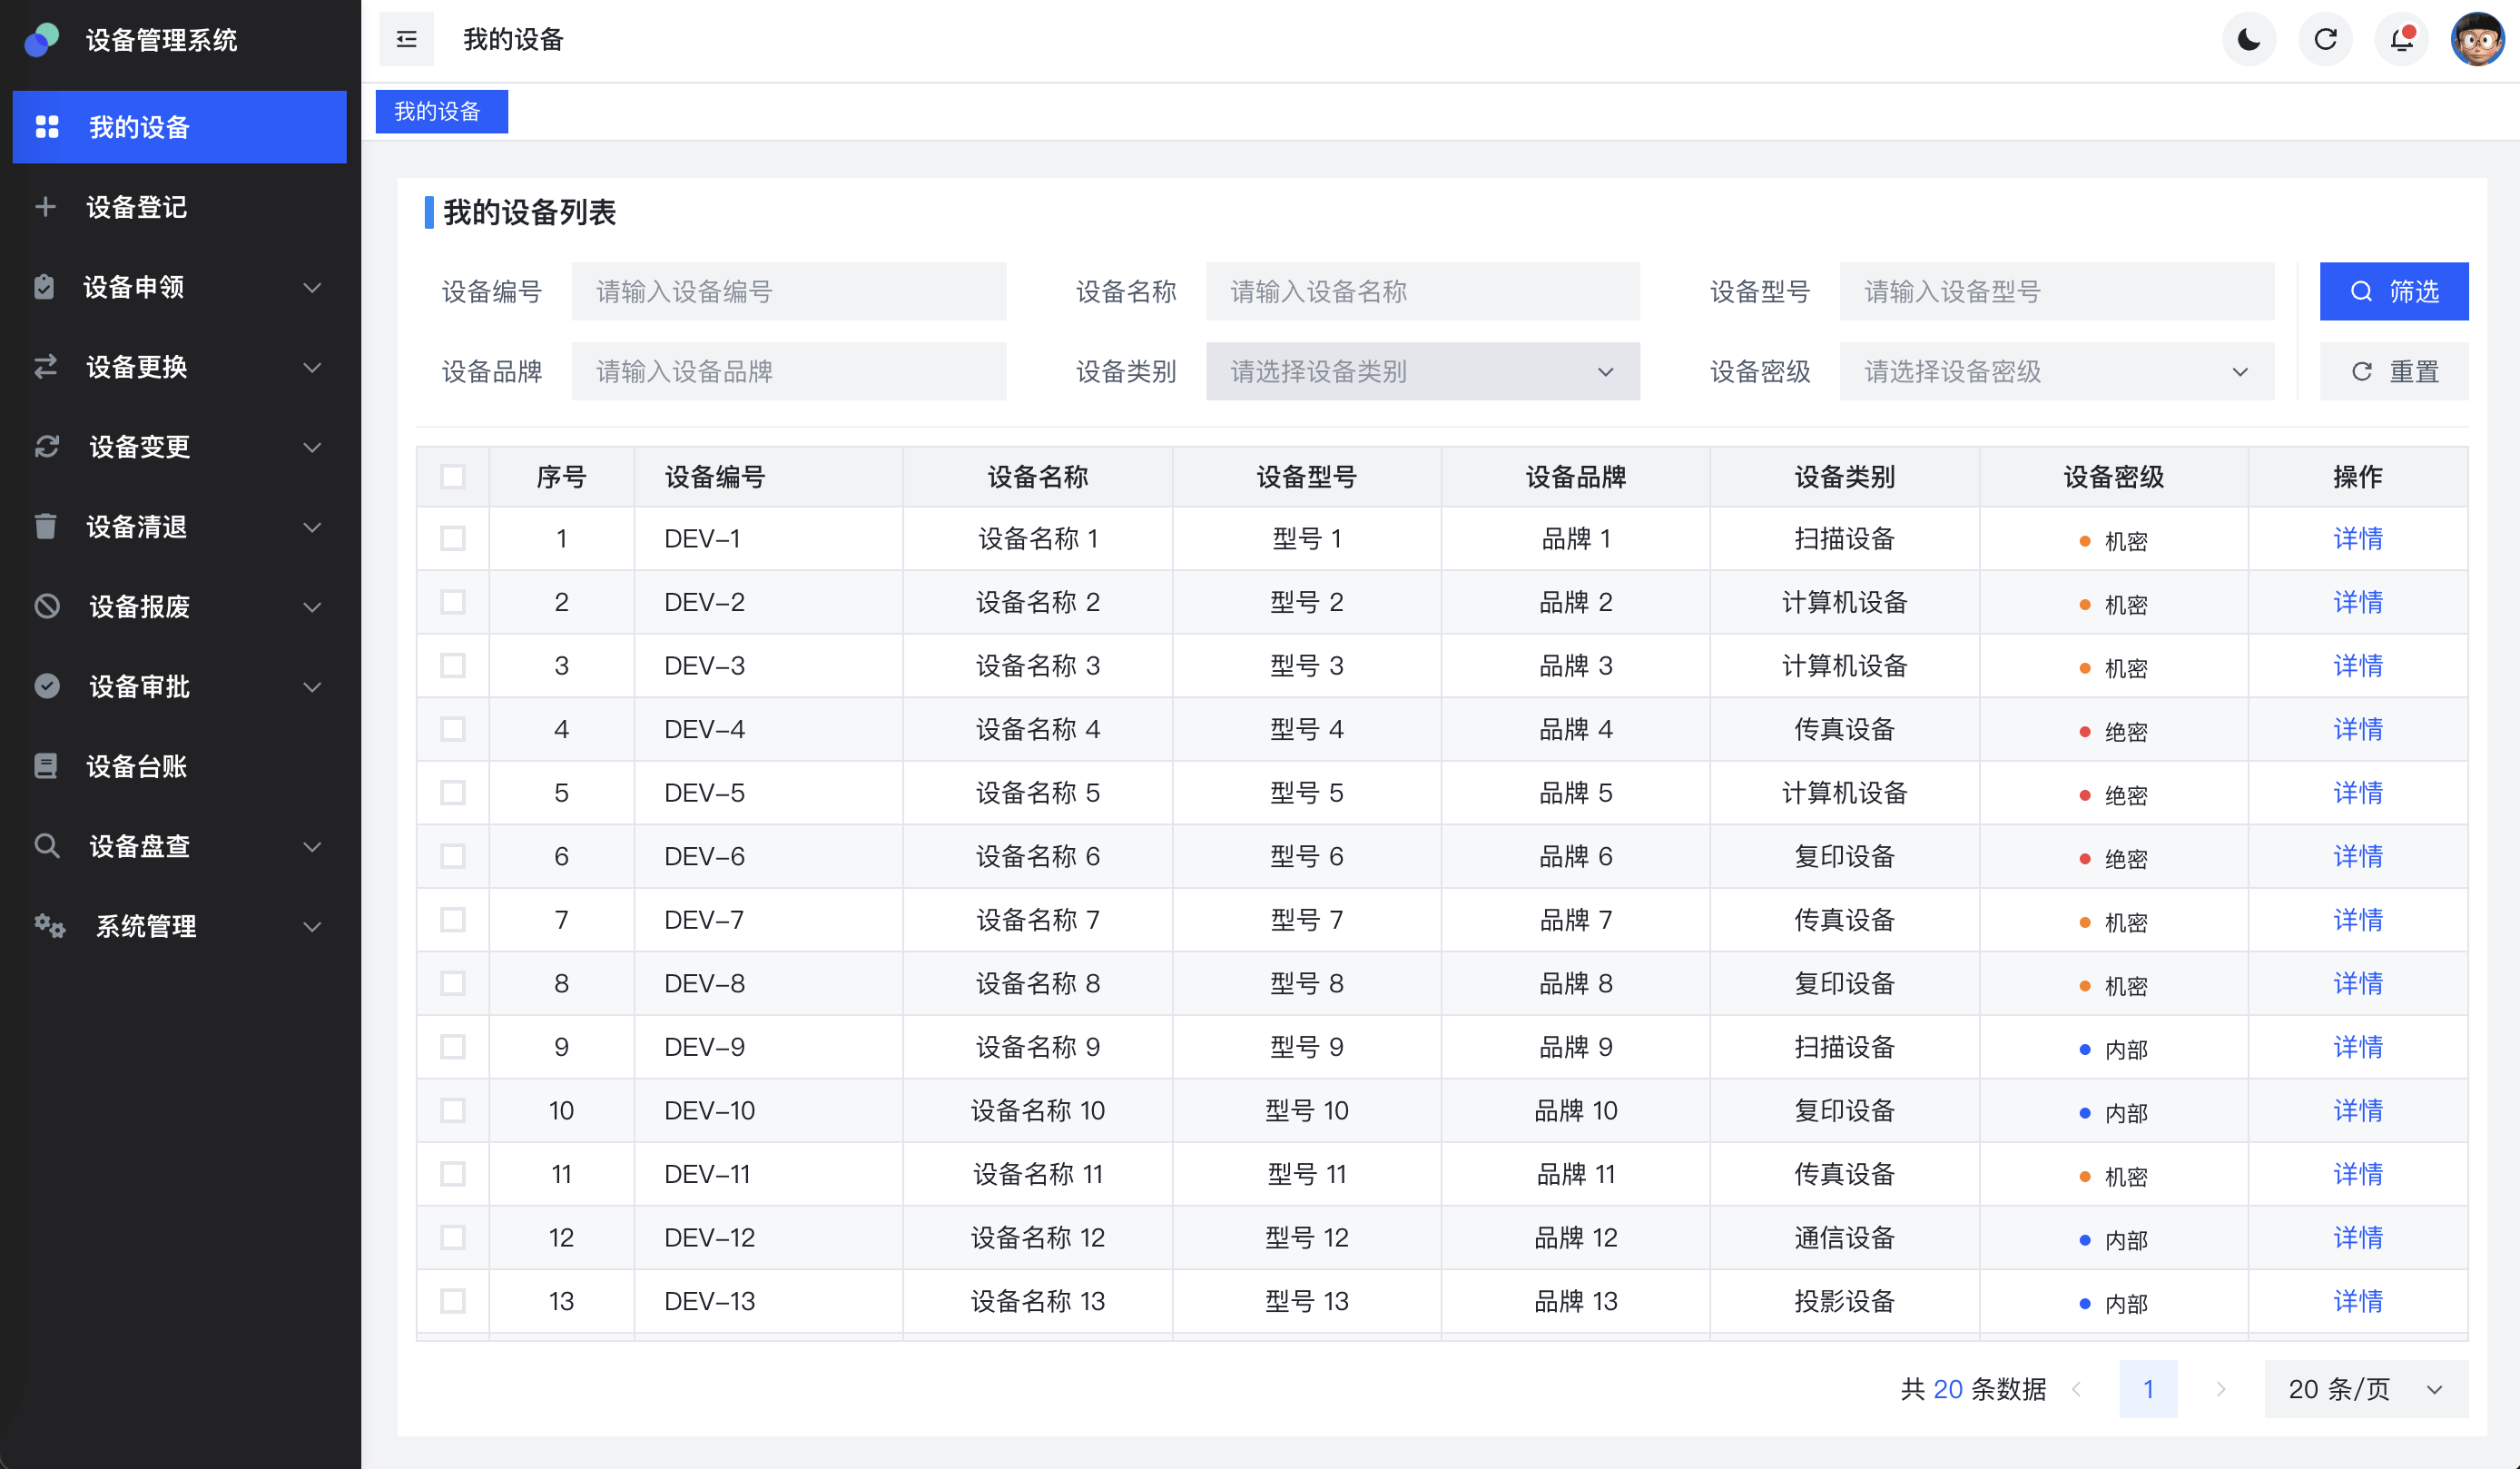 设备管理系统
我的设备
设备登记
设备申领
设备更换
设备变更
设备清退
设备报废
设备审批
设备台账
设备盘查
系统管理
我的设备
我的设备
我的设备列表
设备编号 请输入设备编号 设备名称 请输入设备名称 设备型号 请输入设备型号 筛选
设备品牌 请输入设备品牌 设备类别 请选择设备类别 设备密级 请选择设备密级 重置
序号 设备编号 设备名称 设备型号 设备品牌 设备类别 设备密级 操作
1 DEV-1 设备名称 1 型号 1 品牌 1 扫描设备 机密 详情
2 DEV-2 设备名称 2 型号 2 品牌 2 计算机设备 机密 详情
3 DEV-3 设备名称 3 型号 3 品牌 3 计算机设备 机密 详情
4 DEV-4 设备名称 4 型号 4 品牌 4 传真设备 绝密 详情
5 DEV-5 设备名称 5 型号 5 品牌 5 计算机设备 绝密 详情
6 DEV-6 设备名称 6 型号 6 品牌 6 复印设备 绝密 详情
7 DEV-7 设备名称 7 型号 7 品牌 7 传真设备 机密 详情
8 DEV-8 设备名称 8 型号 8 品牌 8 复印设备 机密 详情
9 DEV-9 设备名称 9 型号 9 品牌 9 扫描设备 内部 详情
10 DEV-10 设备名称 10 型号 10 品牌 10 复印设备 内部 详情
11 DEV-11 设备名称 11 型号 11 品牌 11 传真设备 机密 详情
12 DEV-12 设备名称 12 型号 12 品牌 12 通信设备 内部 详情
13 DEV-13 设备名称 13 型号 13 品牌 13 投影设备 内部 详情
共 20 条数据 1 20 条/页